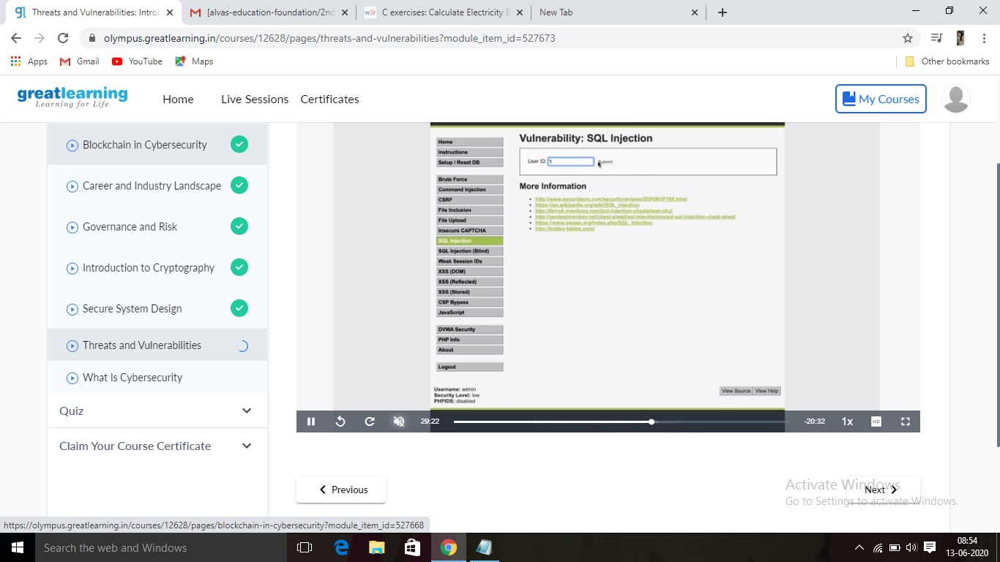 Threats and Vulnerabilities: Introd
[alvas-education-foundation/2nd
w3r C exercises: Calculate Electricity B
New Tab
olympus.greatlearning.in/courses/12628/pages/threats-and-vulnerabilities?module_item_id=527673
Apps Gmail YouTube Maps Other bookmarks
greatlearning
Learning for Life
Home Live Sessions Certificates My Courses
Blockchain in Cybersecurity
Career and Industry Landscape
Governance and Risk
Introduction to Cryptography
Secure System Design
Threats and Vulnerabilities
What Is Cybersecurity
Quiz
Claim Your Course Certificate
Home
Instructions
Setup / Reset DB
Brute Force
Command Injection
CSRF
File Inclusion
File Upload
Insecure CAPTCHA
SQL Injection
SQL Injection (Blind)
Weak Session IDs
XSS (DOM)
XSS (Reflected)
XSS (Stored)
CSP Bypass
JavaScript
DVWA Security
PHP Info
About
Logout
Username: admin
Security Level: low
PHPIDS: disabled
Vulnerability: SQL Injection
User ID: 1 Submit
More Information
http://www.securiteam.com/securityreviews/5DP0N1P76E.html
https://en.wikipedia.org/wiki/SQL_injection
http://ferruh.mavituna.com/sql-injection-cheatsheet-oku/
http://pentestmonkey.net/cheat-sheet/sql-injection/mysql-sql-injection-cheat-sheet
https://www.owasp.org/index.php/SQL_Injection
http://bobby-tables.com/
View Source View Help
29:22 -20:32 1x HD
Previous
Next
Activate Windows
Go to Settings to activate Windows.
https://olympus.greatlearning.in/courses/12628/pages/blockchain-in-cybersecurity?module_item_id=527668
Search the web and Windows
08:54
13-06-2020